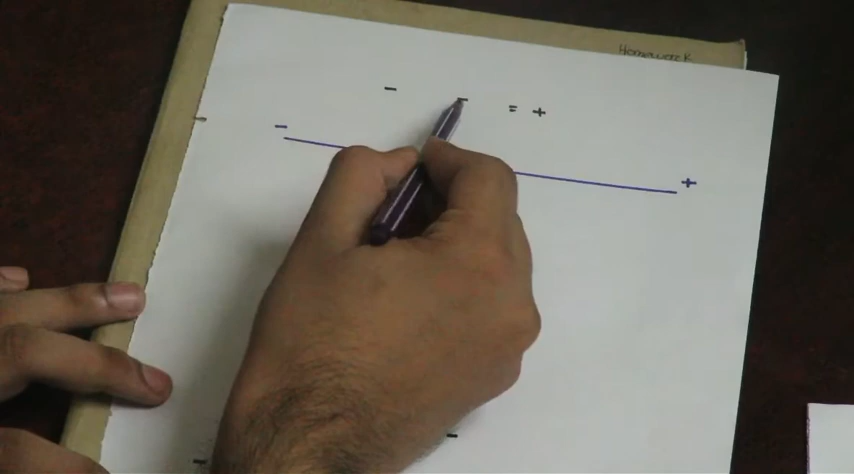 Homework
- - = +
- +
- -